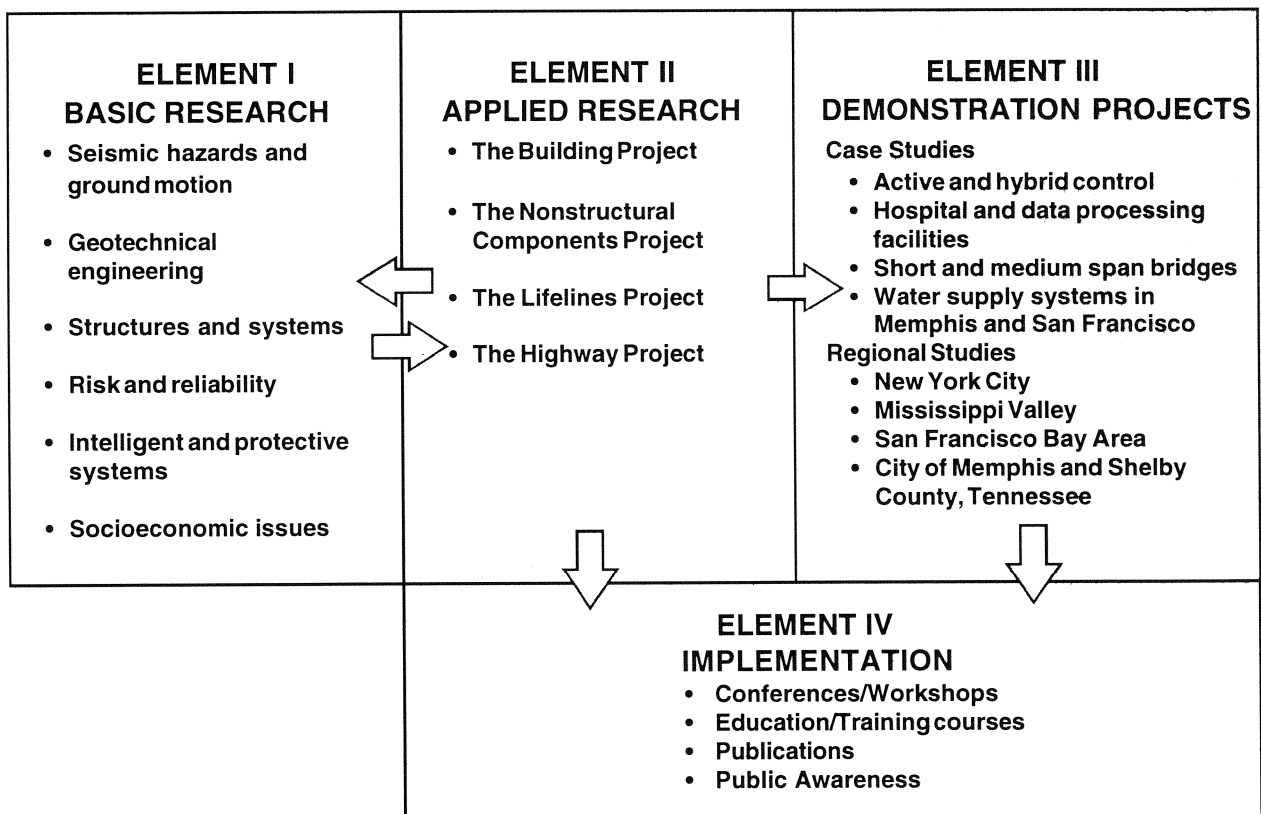 ELEMENT I
BASIC RESEARCH
• Seismic hazards and
ground motion
• Geotechnical
engineering
• Structures and systems
• Risk and reliability
• Intelligent and protective
systems
• Socioeconomic issues
ELEMENT II
APPLIED RESEARCH
• The Building Project
• The Nonstructural
Components Project
• The Lifelines Project
• The Highway Project
ELEMENT III
DEMONSTRATION PROJECTS
Case Studies
• Active and hybrid control
• Hospital and data processing
facilities
• Short and medium span bridges
• Water supply systems in
Memphis and San Francisco
Regional Studies
• New York City
• Mississippi Valley
• San Francisco Bay Area
• City of Memphis and Shelby
County, Tennessee
ELEMENT IV
IMPLEMENTATION
• Conferences/Workshops
• Education/Training courses
• Publications
• Public Awareness